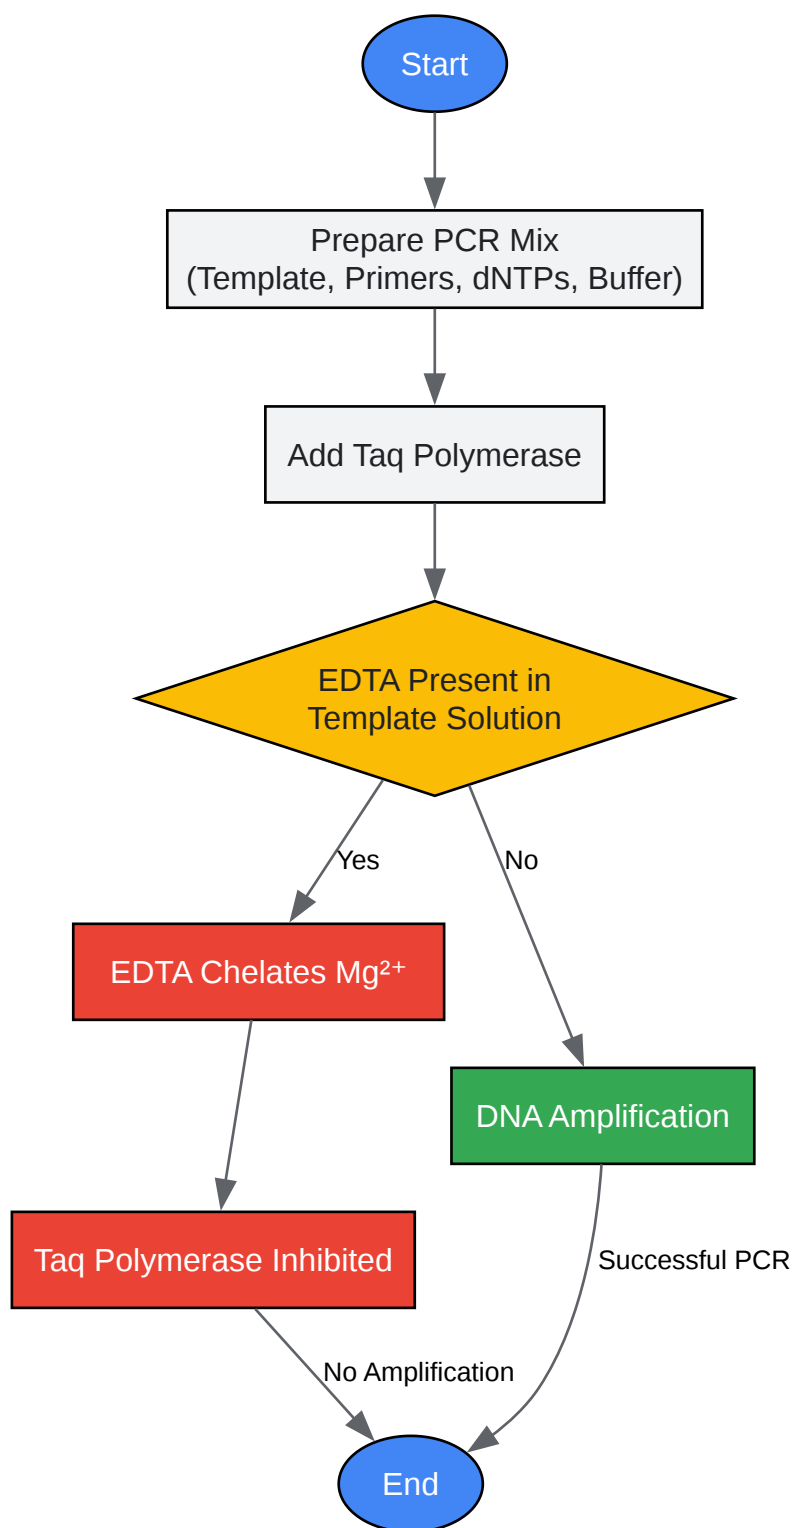 Start
Prepare PCR Mix
(Template, Primers, dNTPs, Buffer)
Add Taq Polymerase
EDTA Present in
Template Solution
Yes
No
EDTA Chelates Mg²⁺
DNA Amplification
Taq Polymerase Inhibited
Successful PCR
No Amplification
End